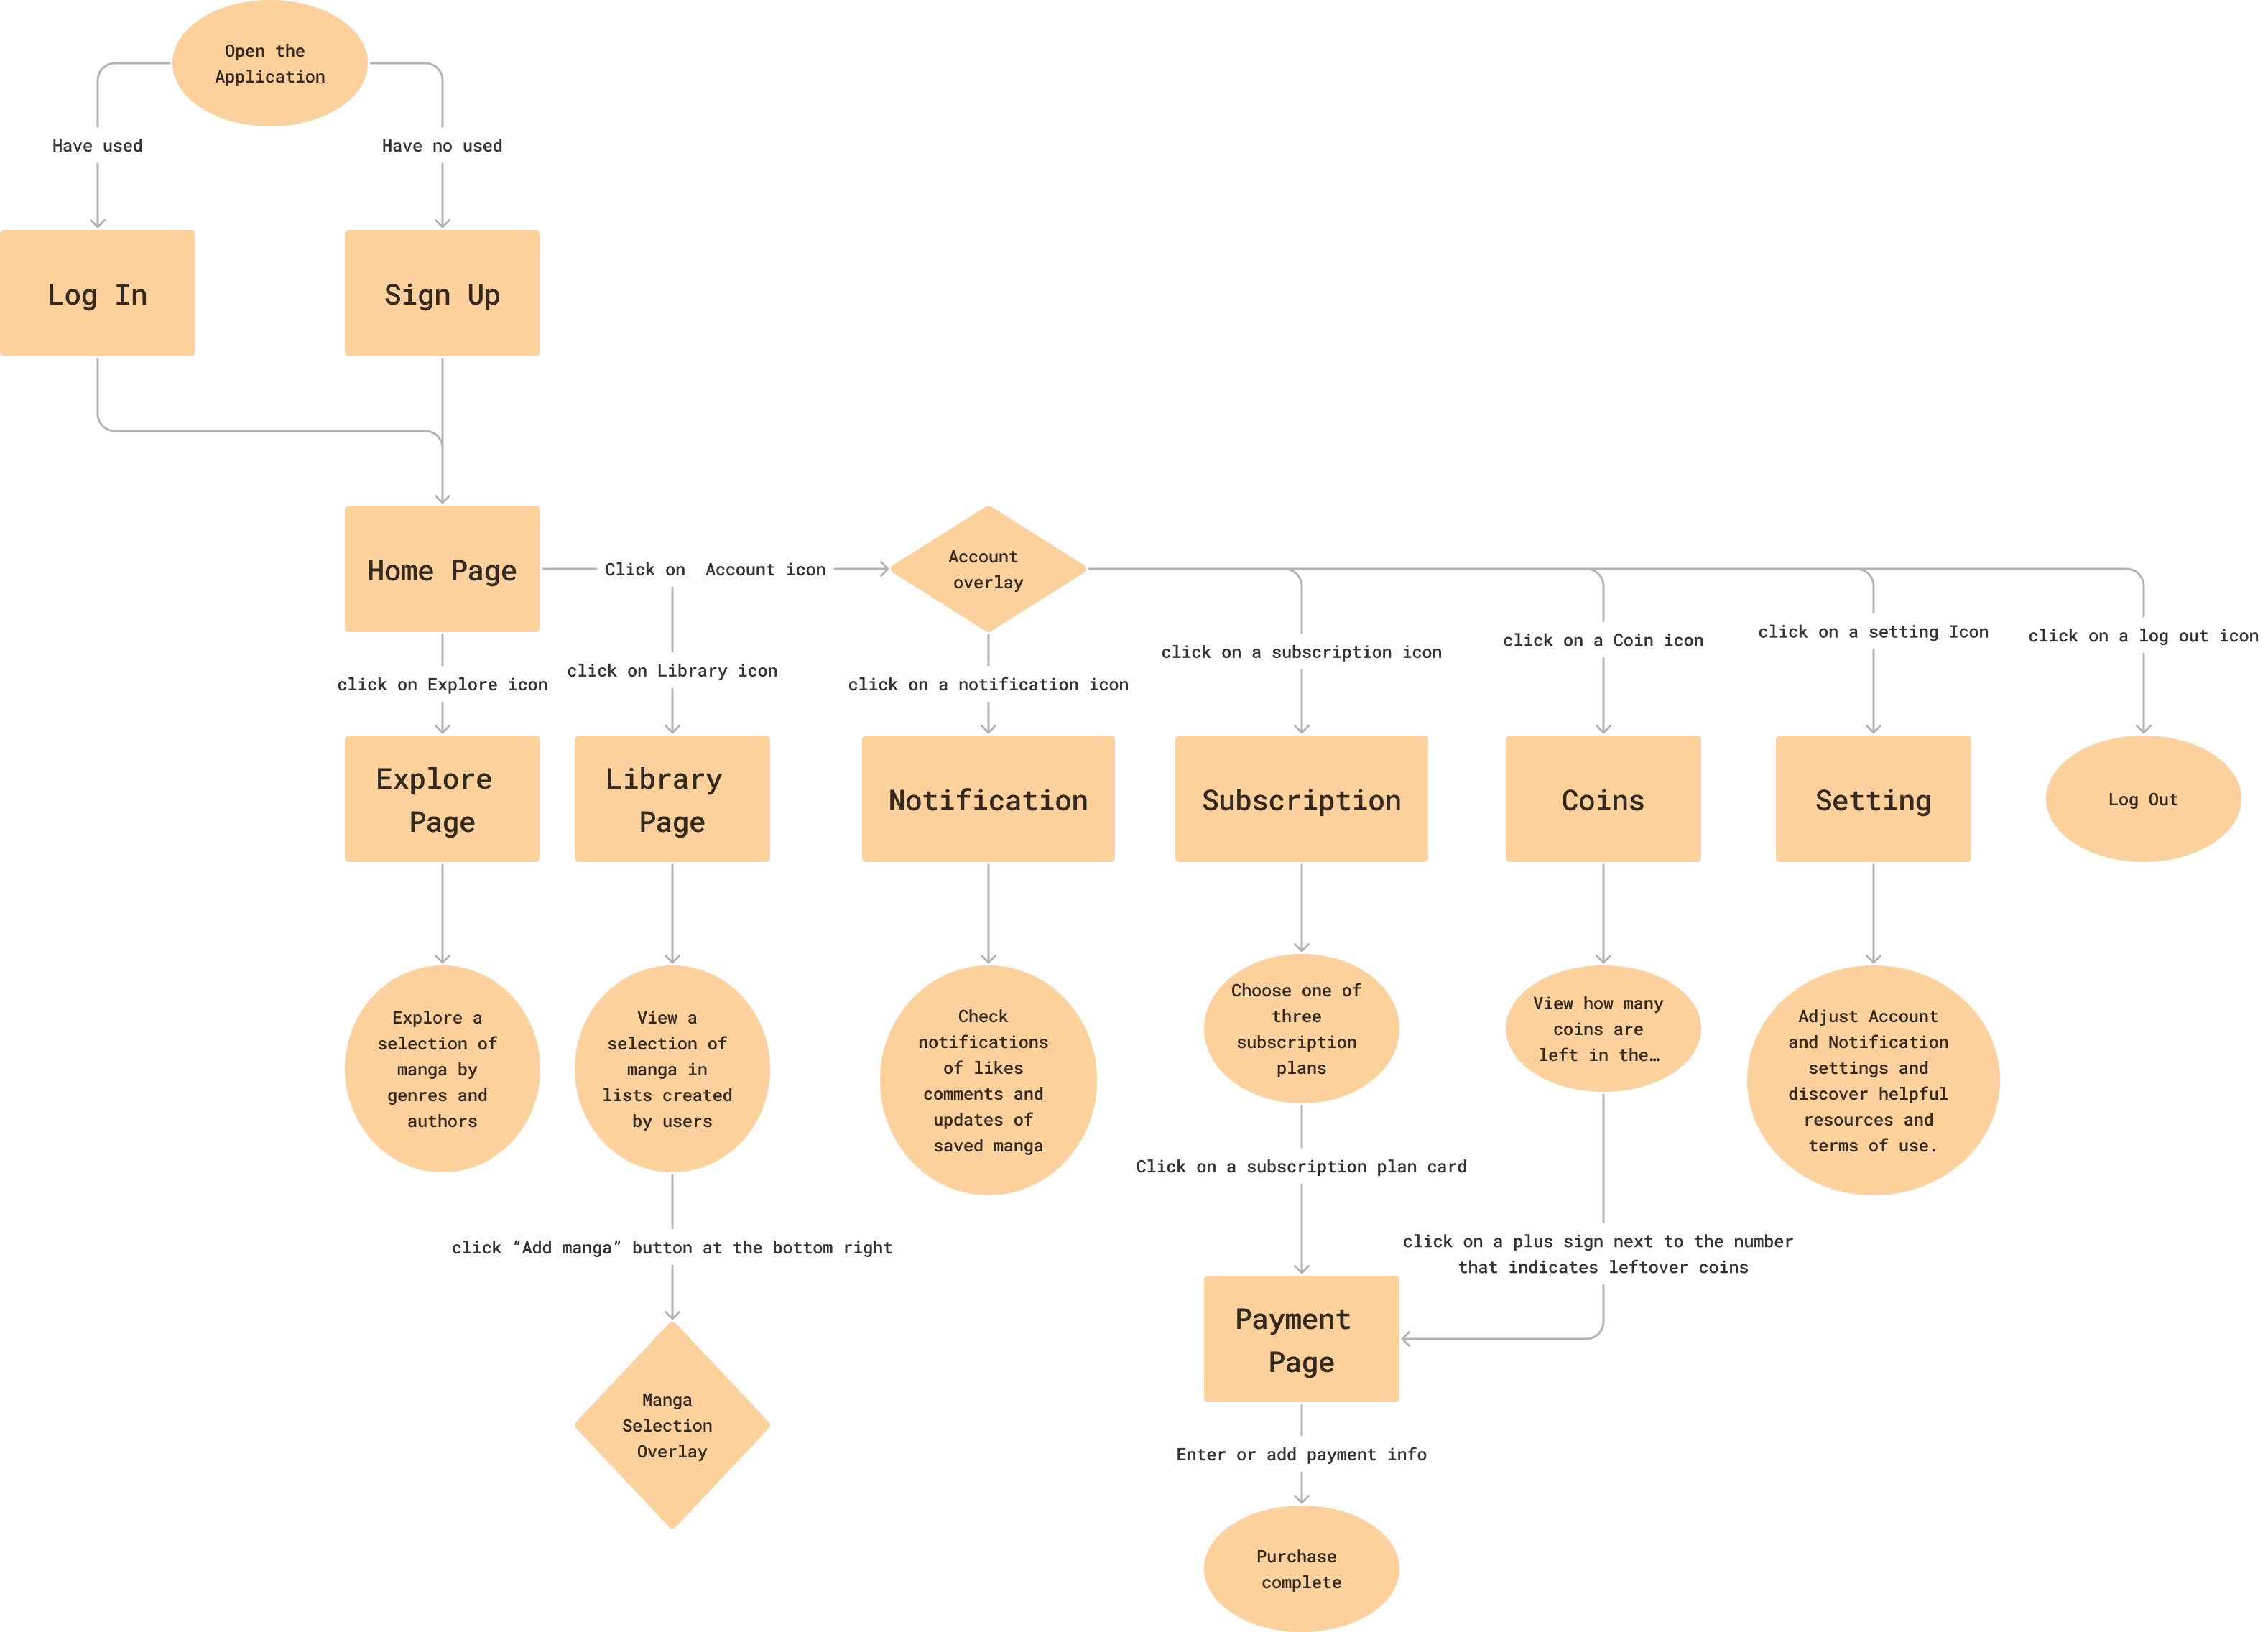 Open the
Application
Have used
Have no used
Log In
Sign Up
Home Page
Click on  Account icon
Account
overlay
click on Explore icon
click on Library icon
click on a notification icon
click on a subscription icon
click on a Coin icon
click on a setting Icon
click on a log out icon
Explore
Page
Library
Page
Notification
Subscription
Coins
Setting
Log Out
Explore a
selection of
manga by
genres and
authors
View a
selection of
manga in
lists created
by users
Check
notifications
of likes
comments and
updates of
saved manga
Choose one of
three
subscription
plans
View how many
coins are
left in the…
Adjust Account
and Notification
settings and
discover helpful
resources and
terms of use.
Click on a subscription plan card
click “Add manga” button at the bottom right
click on a plus sign next to the number
that indicates leftover coins
Manga
Selection
Overlay
Payment
Page
Enter or add payment info
Purchase
complete